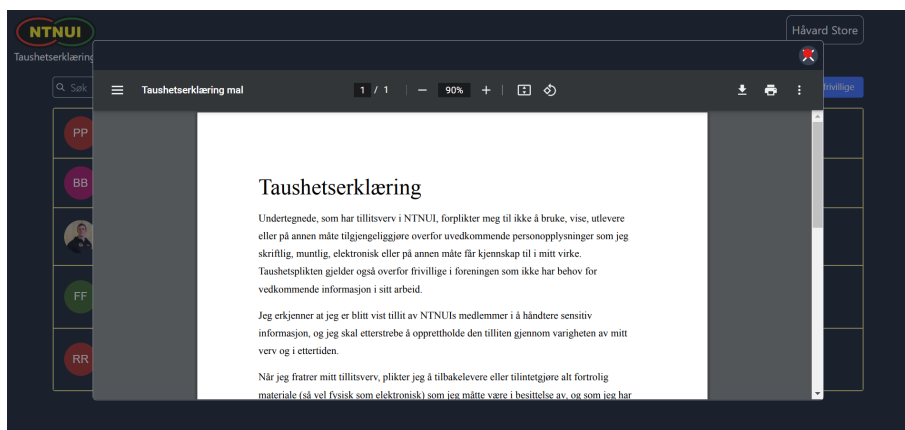 NTNUI
Håvard Store
Taushetserklæring
Søk
frivillige
Taushetserklæring mal
1 / 1
90%
PP
BB
FF
RR
Taushetserklæring
Undertegnede, som har tillitsverv i NTNUI, forplikter meg til ikke å bruke, vise, utlevere
eller på annen måte tilgjengeliggjøre overfor uvedkommende personopplysninger som jeg
skriftlig, muntlig, elektronisk eller på annen måte får kjennskap til i mitt virke.
Taushetsplikten gjelder også overfor frivillige i foreningen som ikke har behov for
vedkommende informasjon i sitt arbeid.
Jeg erkjenner at jeg er blitt vist tillit av NTNUIs medlemmer i å håndtere sensitiv
informasjon, og jeg skal etterstrebe å opprettholde den tilliten gjennom varigheten av mitt
verv og i ettertiden.
Når jeg fratrer mitt tillitsverv, plikter jeg å tilbakelevere eller tilintetgjøre alt fortrolig
materiale (så vel fysisk som elektronisk) som jeg måtte være i besittelse av, og som jeg har